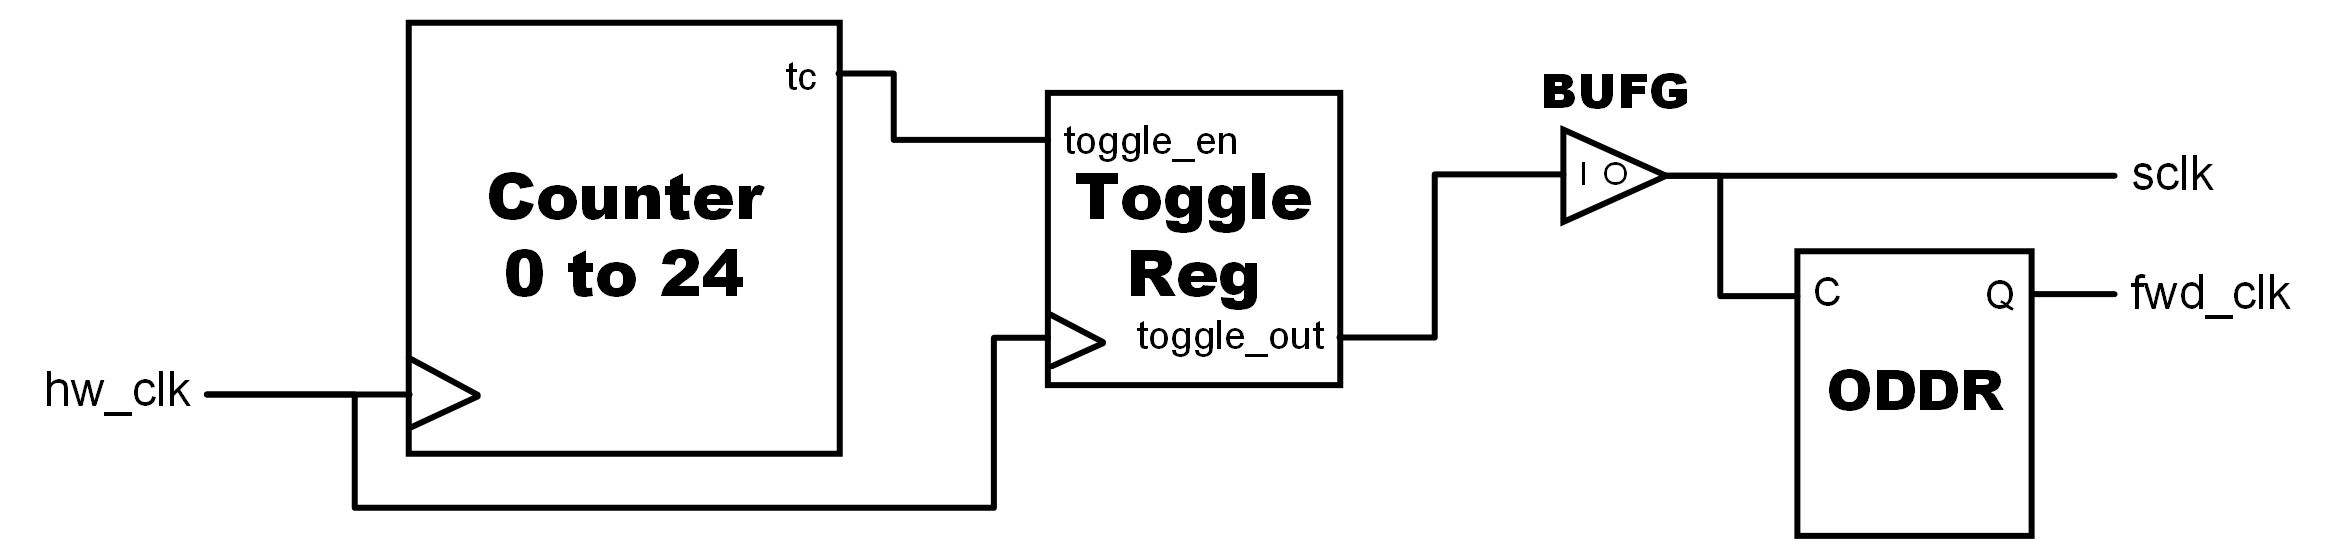 tc
Counter
0 to 24
hw_clk
toggle_en
Toggle
Reg
toggle_out
BUFG
I O
sclk
C Q
fwd_clk
ODDR